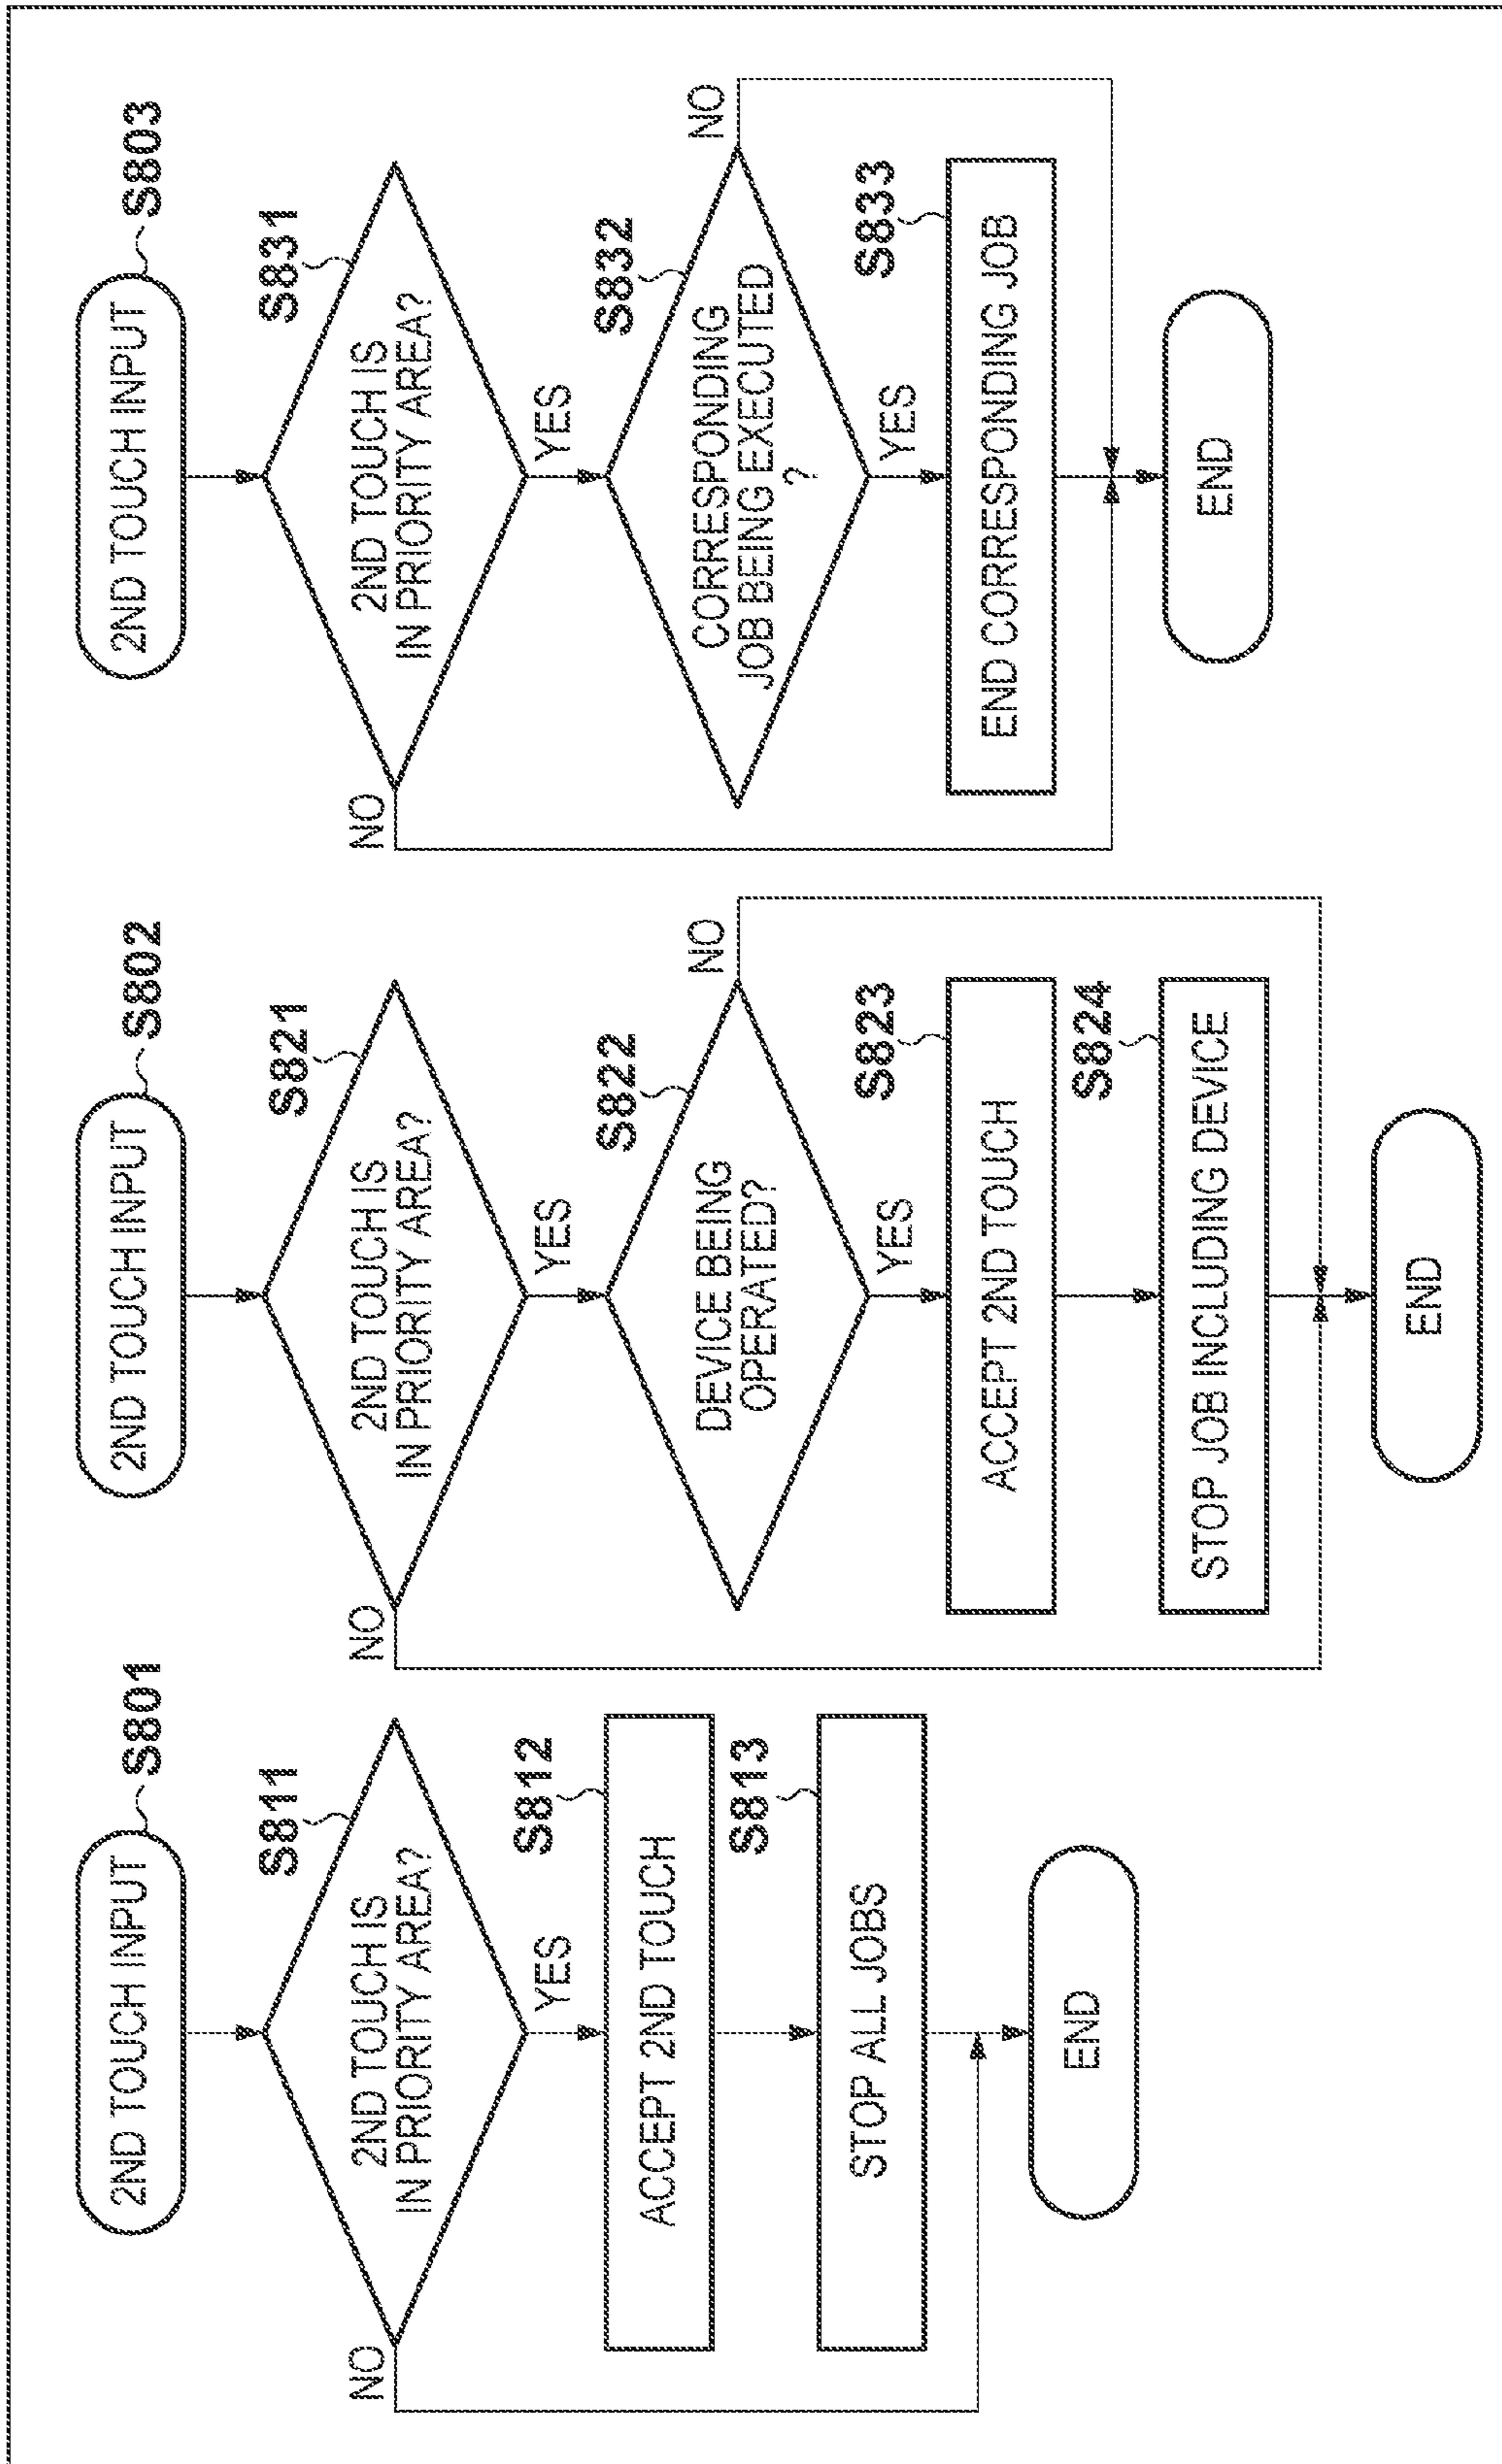 2ND TOUCH INPUT
S801
S811
2ND TOUCH IS
IN PRIORITY AREA?
NO
YES
S812
ACCEPT 2ND TOUCH
S813
STOP ALL JOBS
END
2ND TOUCH INPUT
S802
S821
2ND TOUCH IS
IN PRIORITY AREA?
NO
YES
S822
DEVICE BEING
OPERATED?
NO
YES
S823
ACCEPT 2ND TOUCH
S824
STOP JOB INCLUDING DEVICE
END
2ND TOUCH INPUT
S803
S831
2ND TOUCH IS
IN PRIORITY AREA?
NO
YES
S832
CORRESPONDING
JOB BEING EXECUTED
?
NO
YES
S833
END CORRESPONDING JOB
END